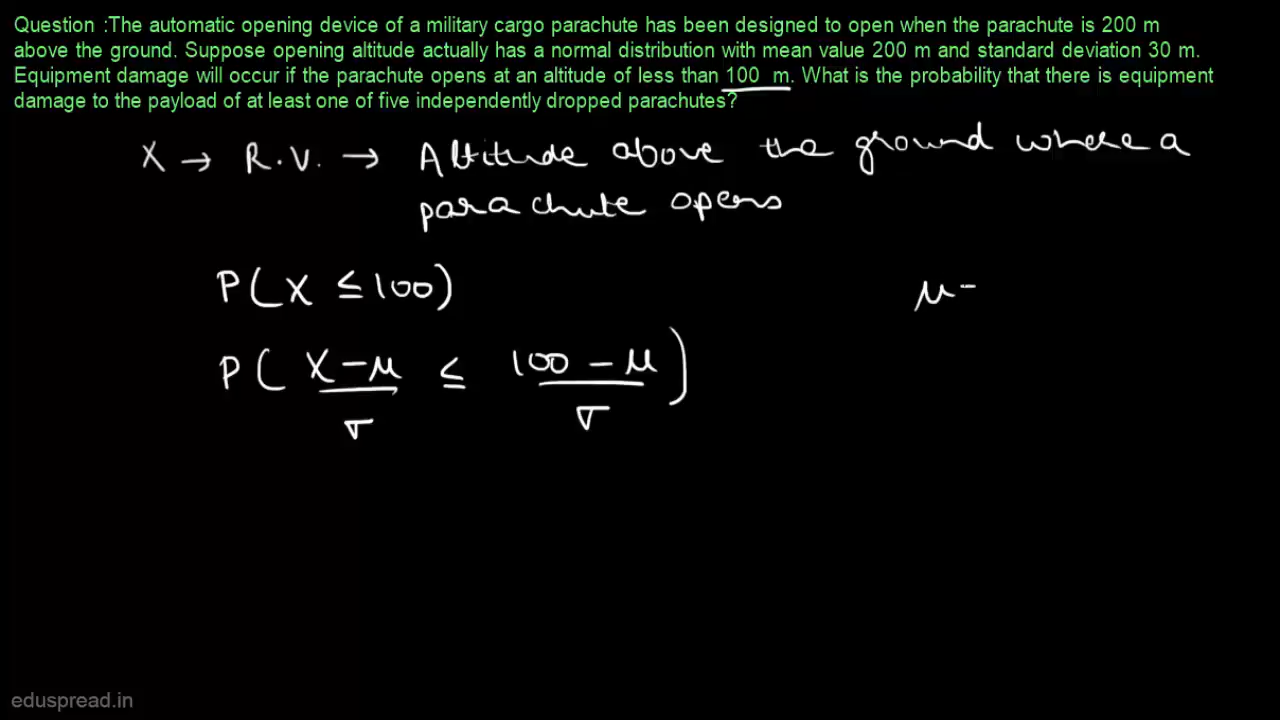 Question :The automatic opening device of a military cargo parachute has been designed to open when the parachute is 200 m
above the ground. Suppose opening altitude actually has a normal distribution with mean value 200 m and standard deviation 30 m.
Equipment damage will occur if the parachute opens at an altitude of less than 100 m. What is the probability that there is equipment
damage to the payload of at least one of five independently dropped parachutes?
X → R.V. → Altitude above the ground where a
parachute opens
P(X ≤ 100)
μ=
P( X-μ/σ ≤ 100-μ/σ )
eduspread.in